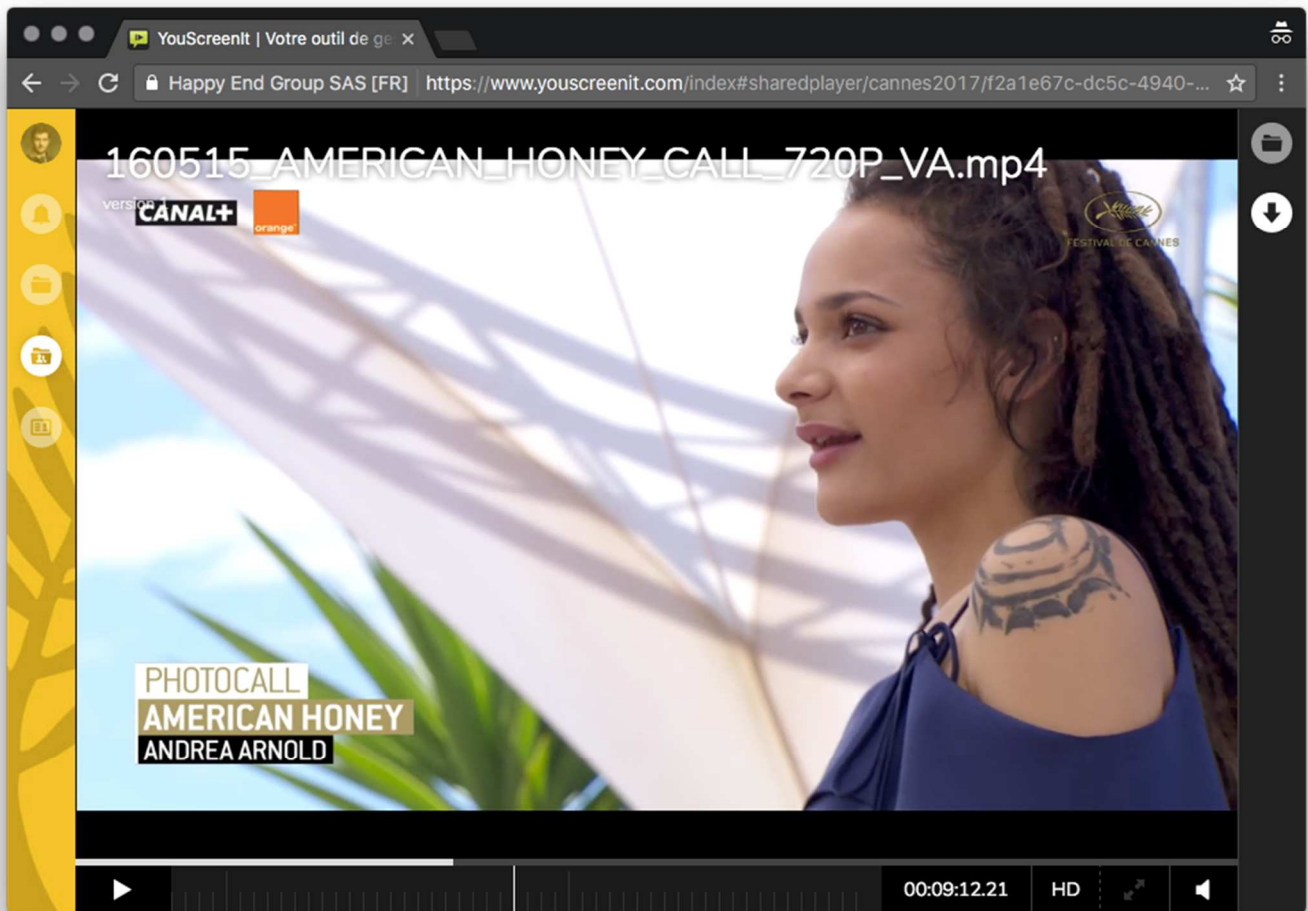 YouScreenIt | Votre outil de ge
Happy End Group SAS [FR] https://www.youscreenit.com/index#sharedplayer/cannes2017/f2a1e67c-dc5c-4940-...
160515_AMERICAN_HONEY_CALL_720P_VA.mp4
version 1
CANAL+
orange
FESTIVAL DE CANNES
PHOTOCALL
AMERICAN HONEY
ANDREA ARNOLD
00:09:12.21 HD